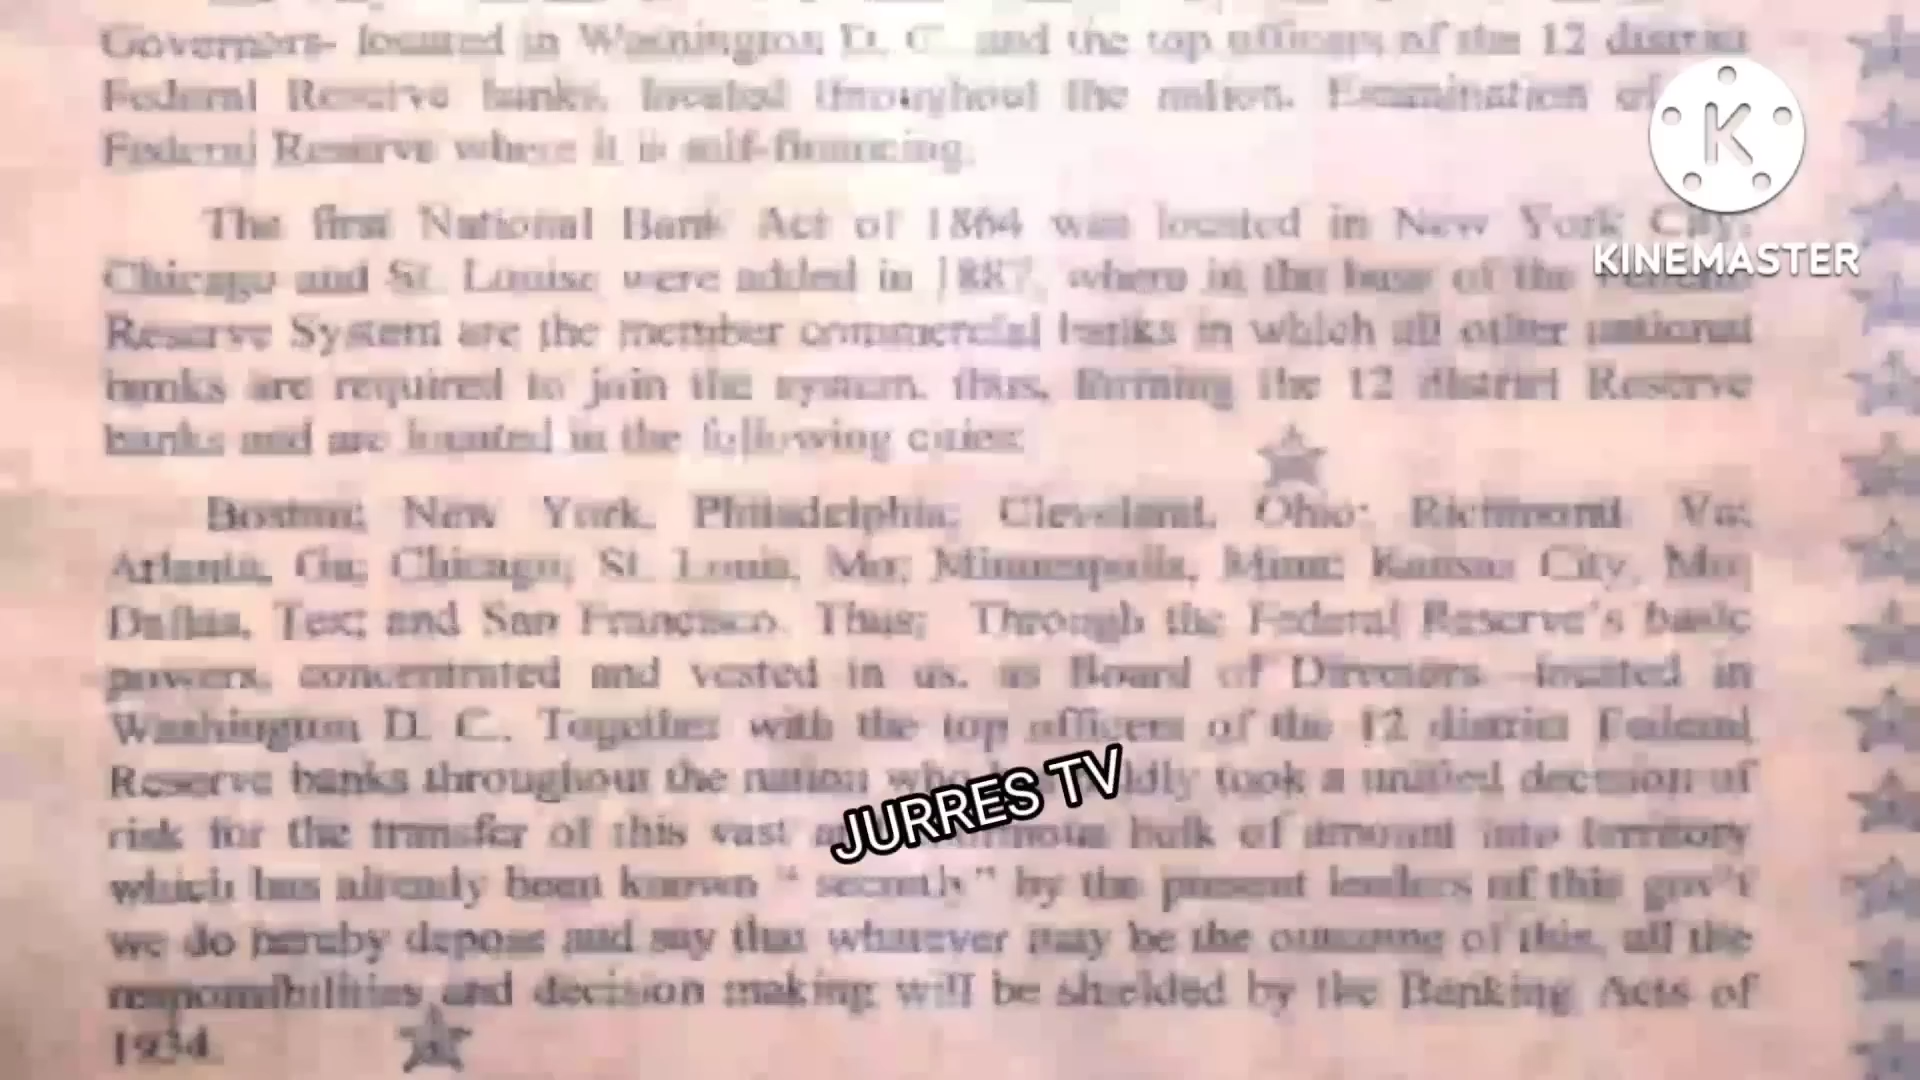 Governors- located in Washington D. C. and the top officers of the 12 district
Federal Reserve banks, located throughout the nation. Examination of
Federal Reserve where it is self-financing.
The first National Bank Act of 1864 was located in New York City.
Chicago and St. Louise were added in 1887, where in the base of the Federal
Reserve System are the member commercial banks in which all other national
banks are required to join the system, thus, forming the 12 district Reserve
banks and are located in the following cities:
Boston; New York, Philadelphia; Cleveland, Ohio; Richmond, Va;
Atlanta, Ga; Chicago; St. Louis, Mo; Minneapolis, Minn; Kansas City, Mo;
Dallas, Tex; and San Francisco. Thus; Through the Federal Reserve's basic
powers, concentrated and vested in us, as Board of Directors -located in
Washington D. C. Together with the top officers of the 12 district Federal
Reserve banks throughout the nation who took a unified decession of
risk for the transfer of this vast bulk of amount into territory
which has already been known " secretly" by the present leaders of this gov't
we do hereby depose and say that whatever may be the outcome of this, all the
responsibilities and decision making will be shielded by the Banking Acts of
1934.
KINEMASTER
JURRES TV